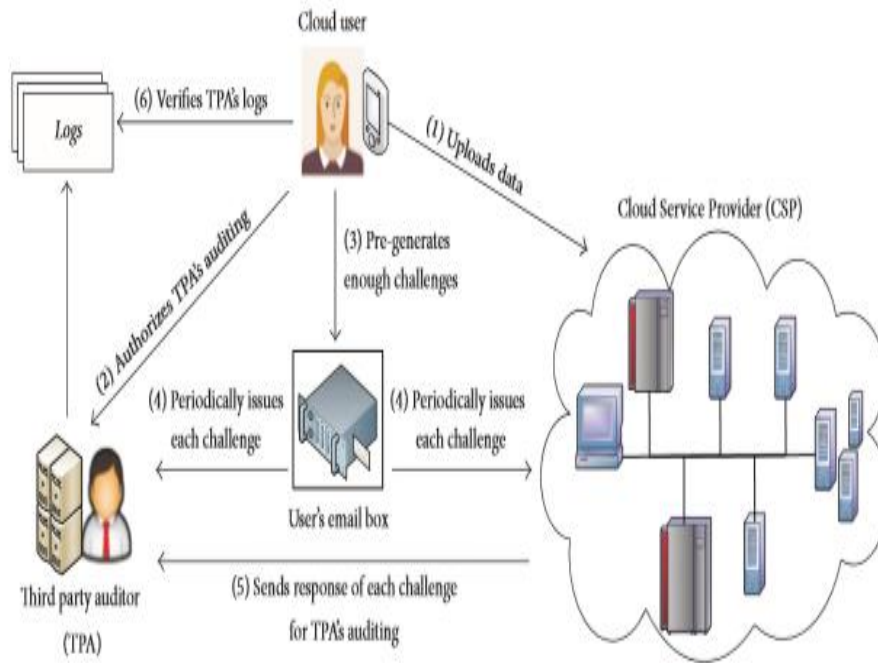 Cloud user
Logs
(6) Verifies TPA's logs
(1) Uploads data
Cloud Service Provider (CSP)
(3) Pre-generates
enough challenges
(2) Authorizes TPA's auditing
(4) Periodically issues
each challenge
(4) Periodically issues
each challenge
User's email box
(5) Sends response of each challenge
for TPA's auditing
Third party auditor
(TPA)